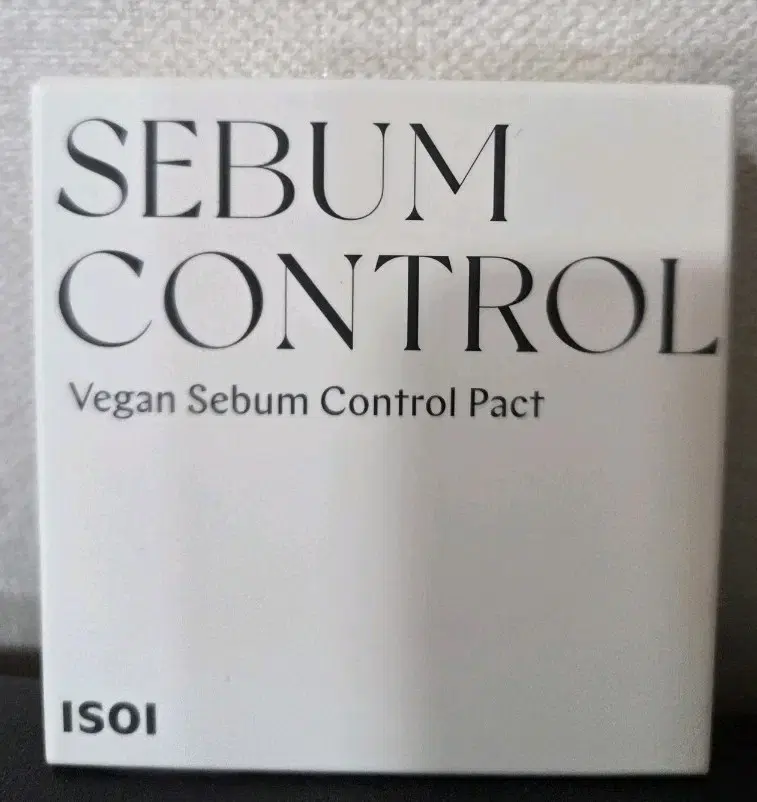 SEBUM
CONTROL
Vegan Sebum Control Pact
ISOI